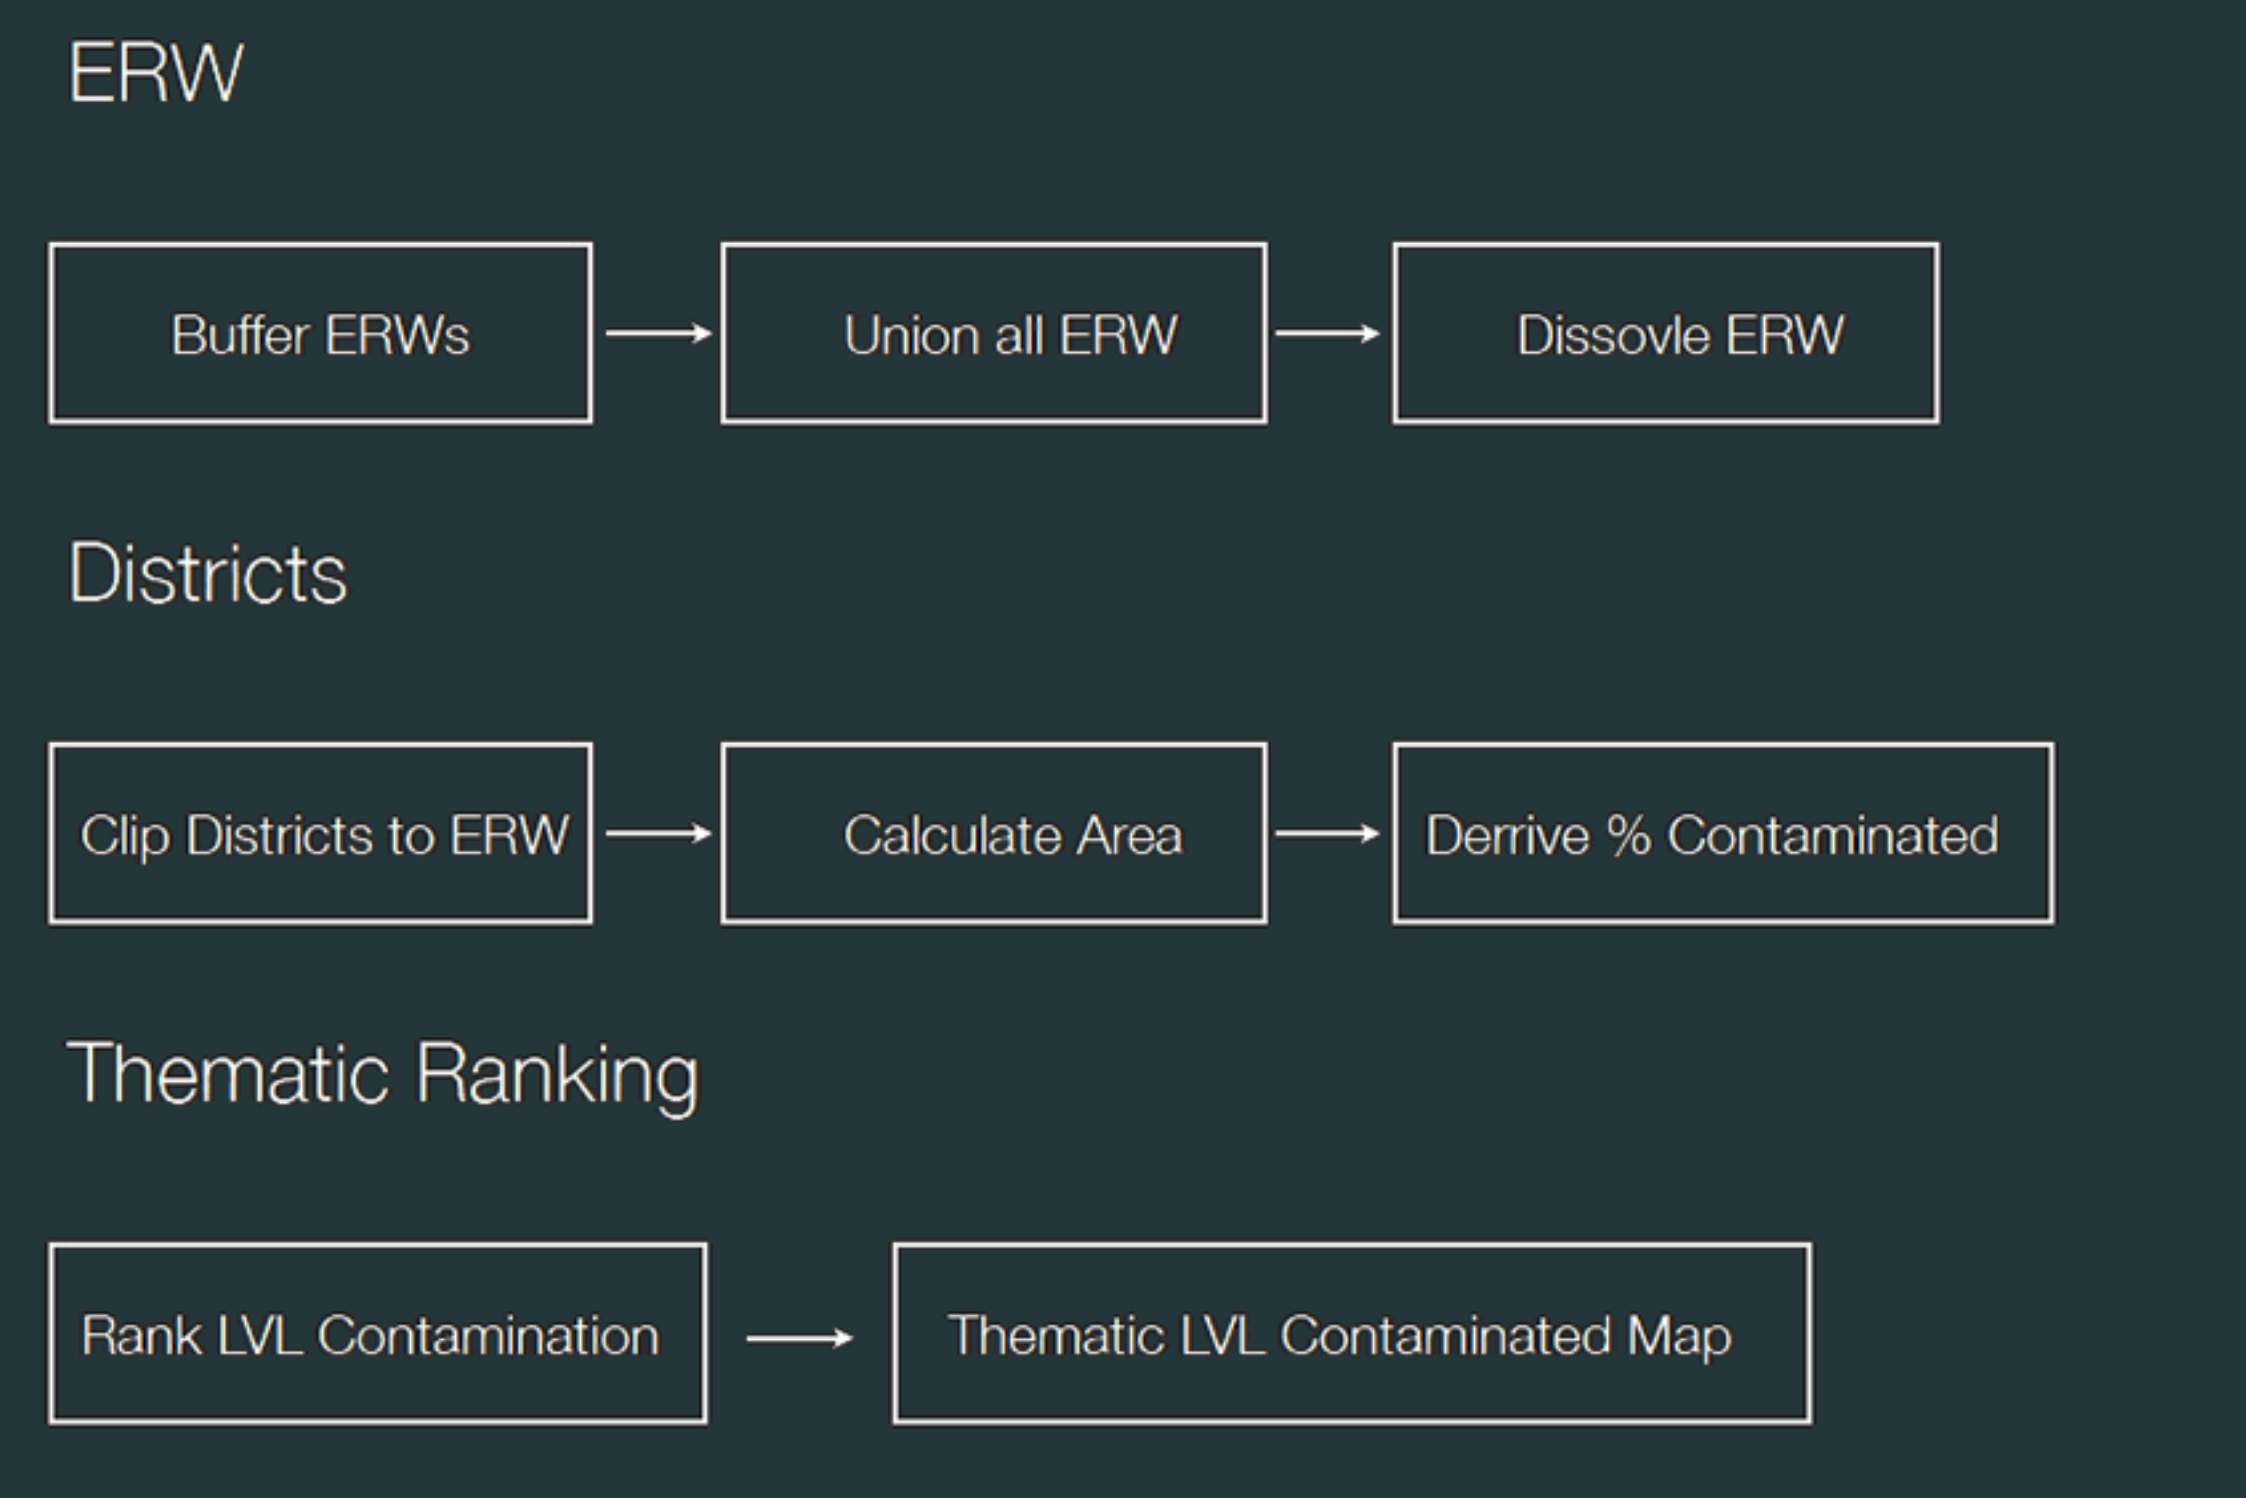 ERW
Buffer ERWs
Union all ERW
Dissovle ERW
Districts
Clip Districts to ERW
Calculate Area
Derrive % Contaminated
Thematic Ranking
Rank LVL Contamination
Thematic LVL Contaminated Map